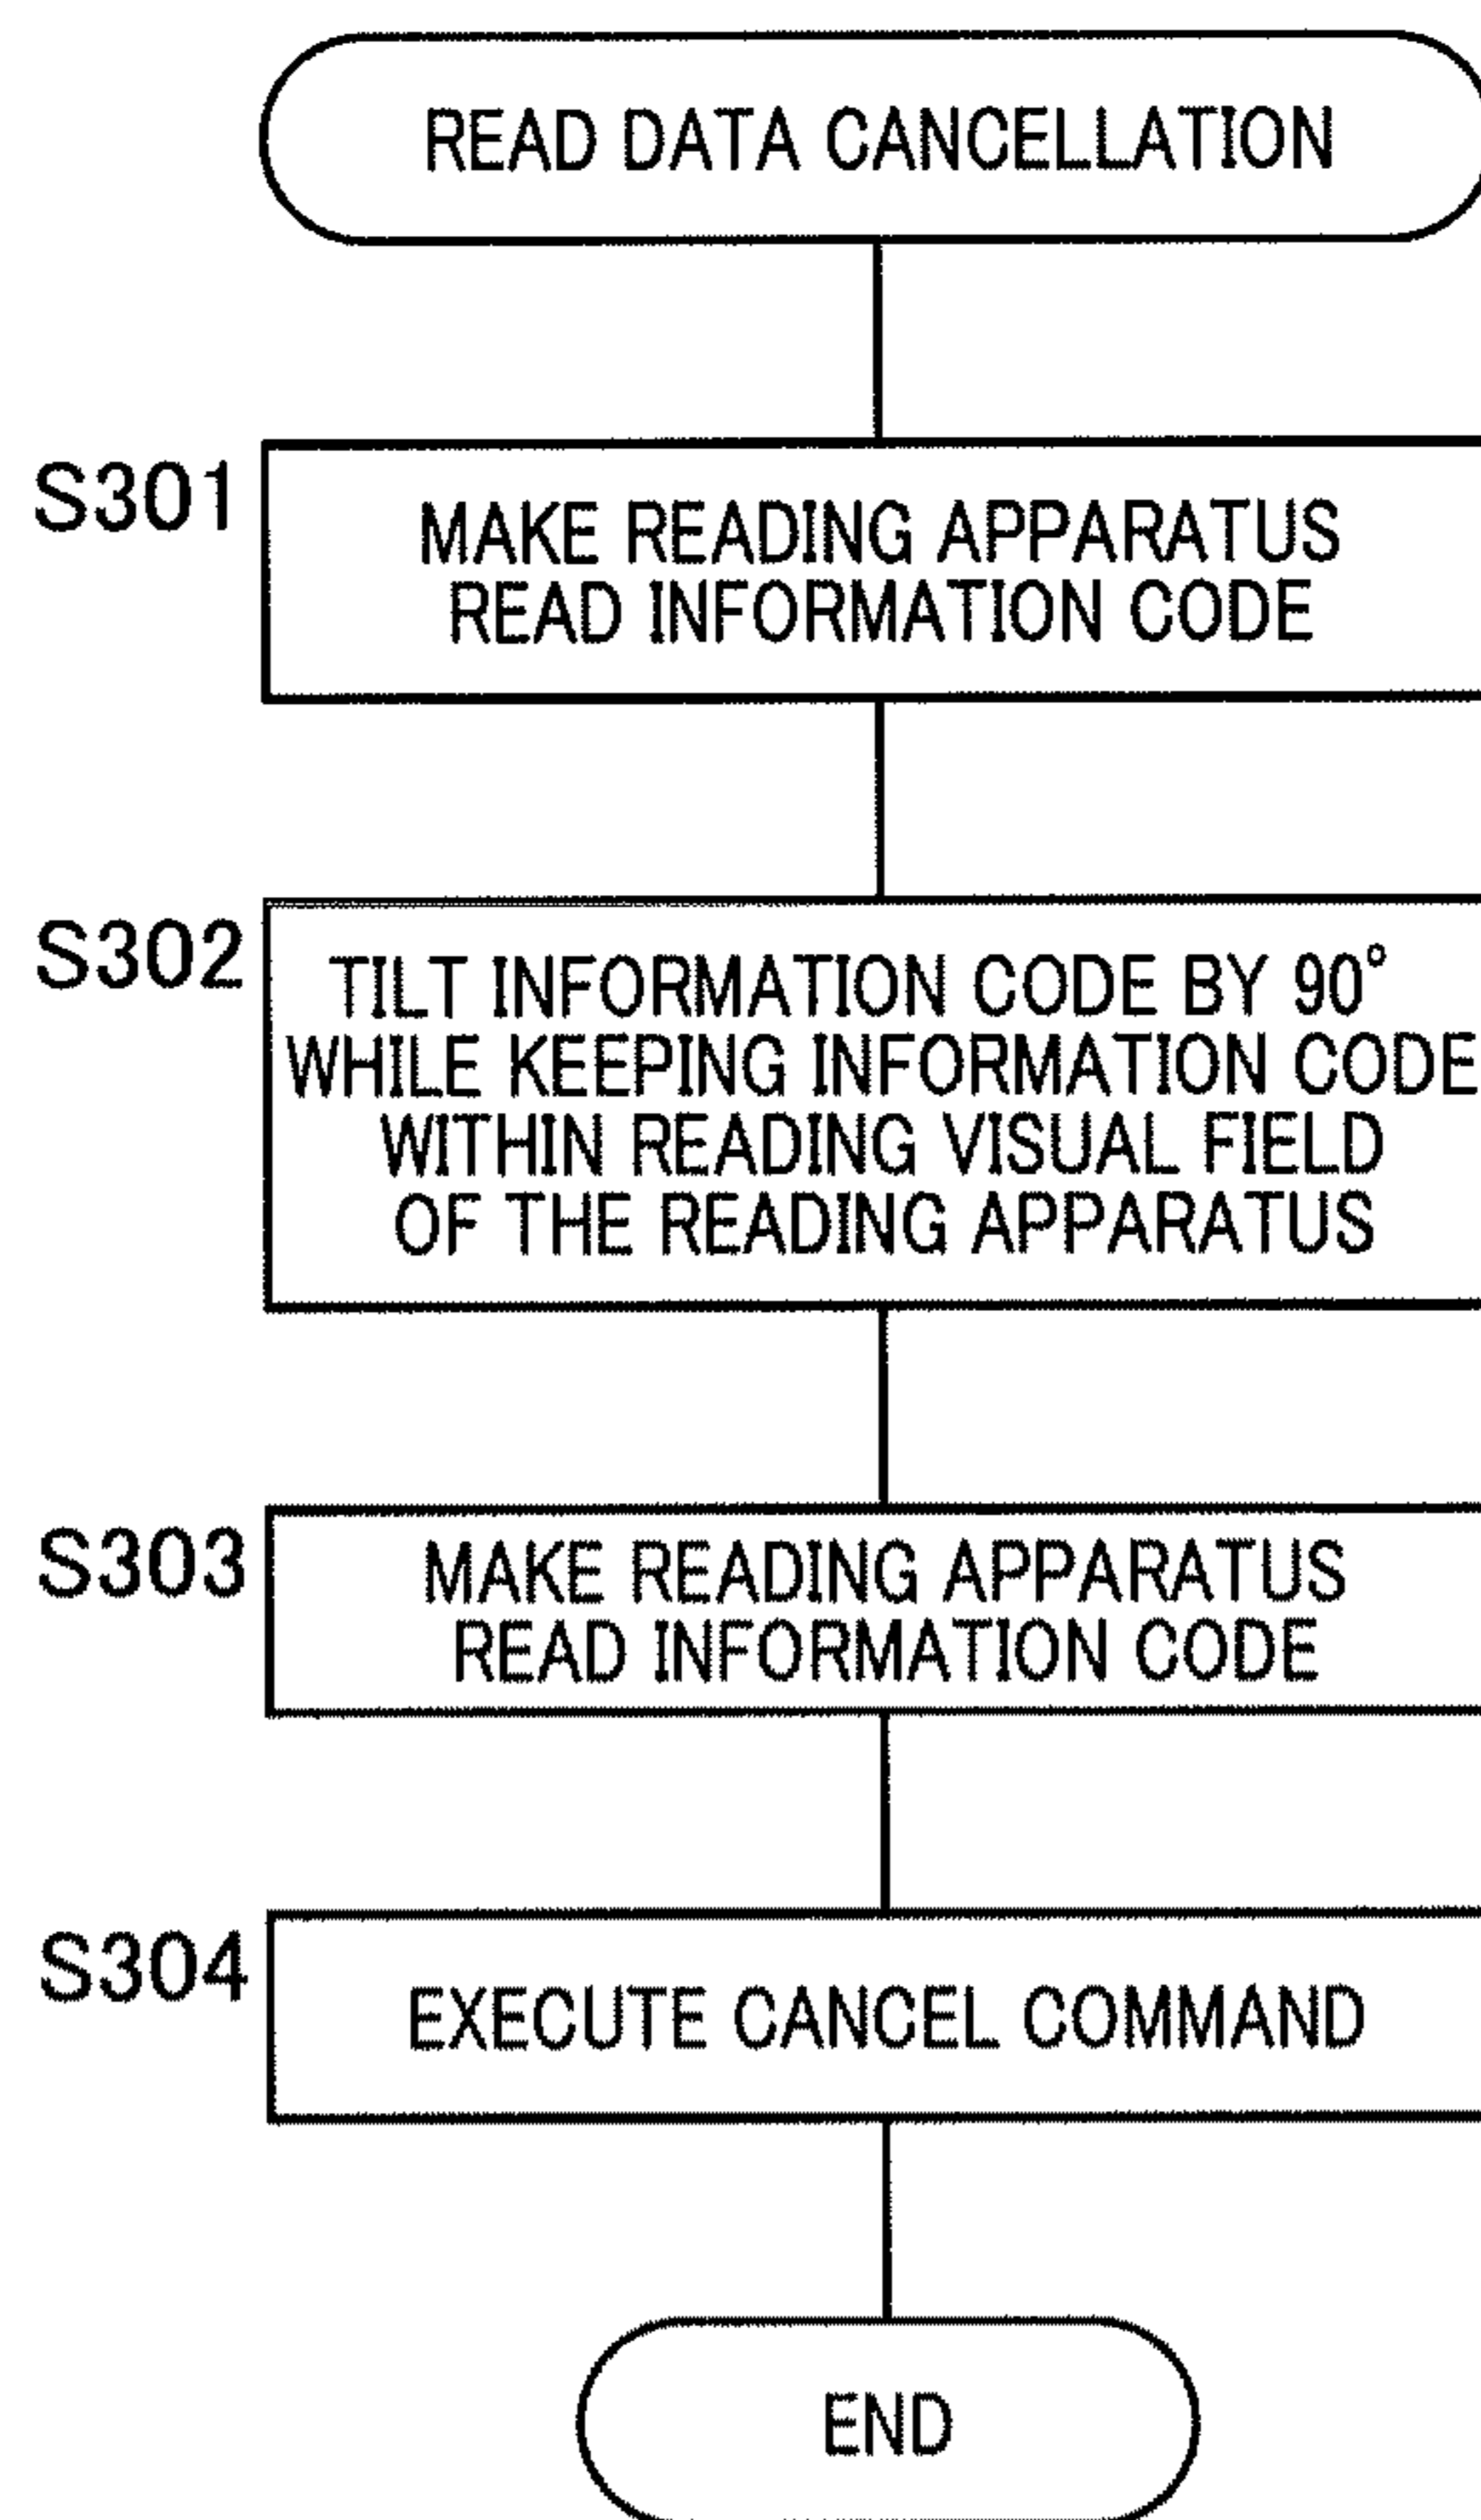 READ DATA CANCELLATION
S301
MAKE READING APPARATUS
READ INFORMATION CODE
S302
TILT INFORMATION CODE BY 90°
WHILE KEEPING INFORMATION CODE
WITHIN READING VISUAL FIELD
OF THE READING APPARATUS
S303
MAKE READING APPARATUS
READ INFORMATION CODE
S304
EXECUTE CANCEL COMMAND
END